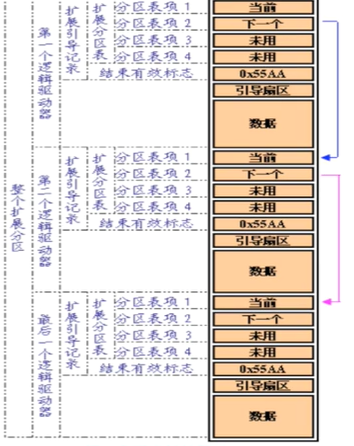 整个扩展分区
第一个逻辑驱动器
扩展引导记录
扩展分区表
分区表项 1 当前
分区表项 2 下一个
分区表项 3 未用
分区表项 4 未用
结束有效标志 0x55AA
引导扇区
数据
第二个逻辑驱动器
扩展引导记录
扩展分区表
分区表项 1 当前
分区表项 2 下一个
分区表项 3 未用
分区表项 4 未用
结束有效标志 0x55AA
引导扇区
数据
最后一个逻辑驱动器
扩展引导记录
扩展分区表
分区表项 1 当前
分区表项 2 下一个
分区表项 3 未用
分区表项 4 未用
结束有效标志 0x55AA
引导扇区
数据